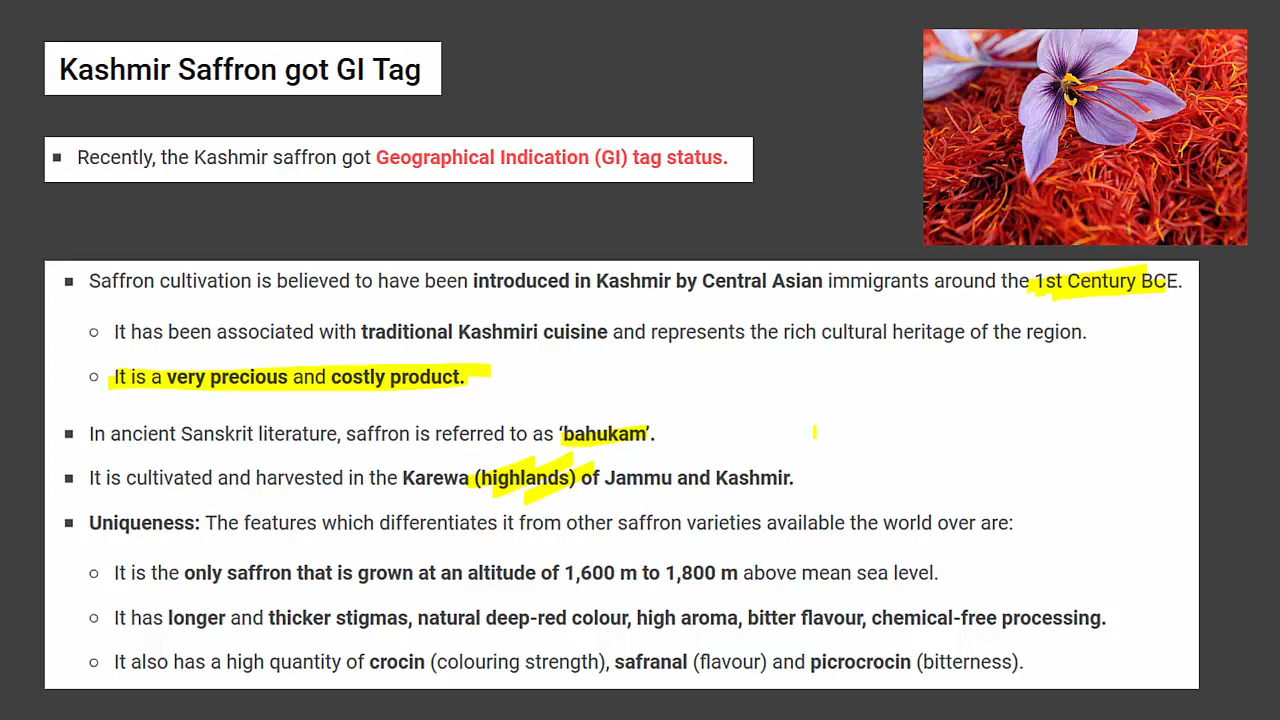 Kashmir Saffron got GI Tag
▪ Recently, the Kashmir saffron got Geographical Indication (GI) tag status.
▪ Saffron cultivation is believed to have been introduced in Kashmir by Central Asian immigrants around the 1st Century BCE.
○ It has been associated with traditional Kashmiri cuisine and represents the rich cultural heritage of the region.
○ It is a very precious and costly product.
▪ In ancient Sanskrit literature, saffron is referred to as ‘bahukam’.
▪ It is cultivated and harvested in the Karewa (highlands) of Jammu and Kashmir.
▪ Uniqueness: The features which differentiates it from other saffron varieties available the world over are:
○ It is the only saffron that is grown at an altitude of 1,600 m to 1,800 m above mean sea level.
○ It has longer and thicker stigmas, natural deep-red colour, high aroma, bitter flavour, chemical-free processing.
○ It also has a high quantity of crocin (colouring strength), safranal (flavour) and picrocrocin (bitterness).